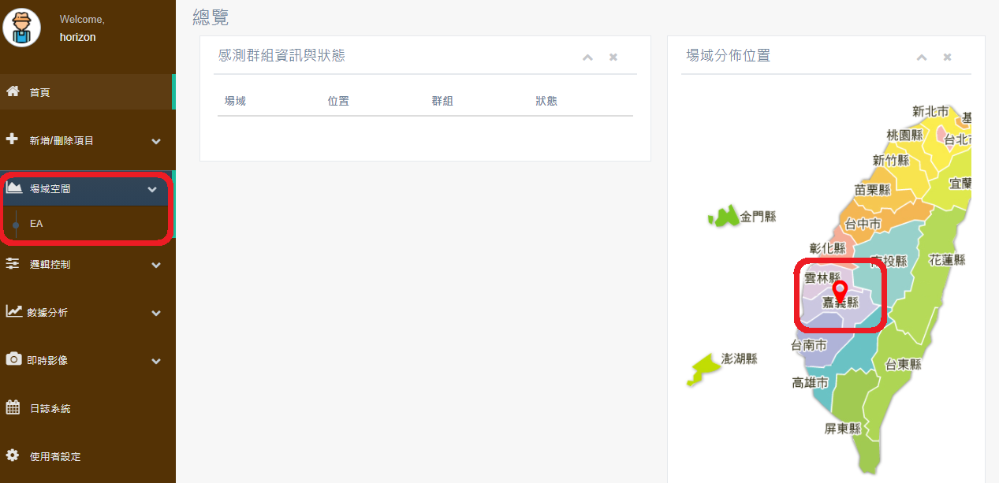 Welcome,
horizon
首頁
新增/刪除項目
場域空間
EA
邏輯控制
數據分析
即時影像
日誌系統
使用者設定
總覽
感測群組資訊與狀態
場域 位置 群組 狀態
場域分佈位置
新北市
基
桃園縣
台北市
新竹縣
宜蘭
苗栗縣
金門縣
台中市
彰化縣
南投縣
花蓮縣
雲林縣
嘉義縣
台南市
澎湖縣
台東縣
高雄市
屏東縣